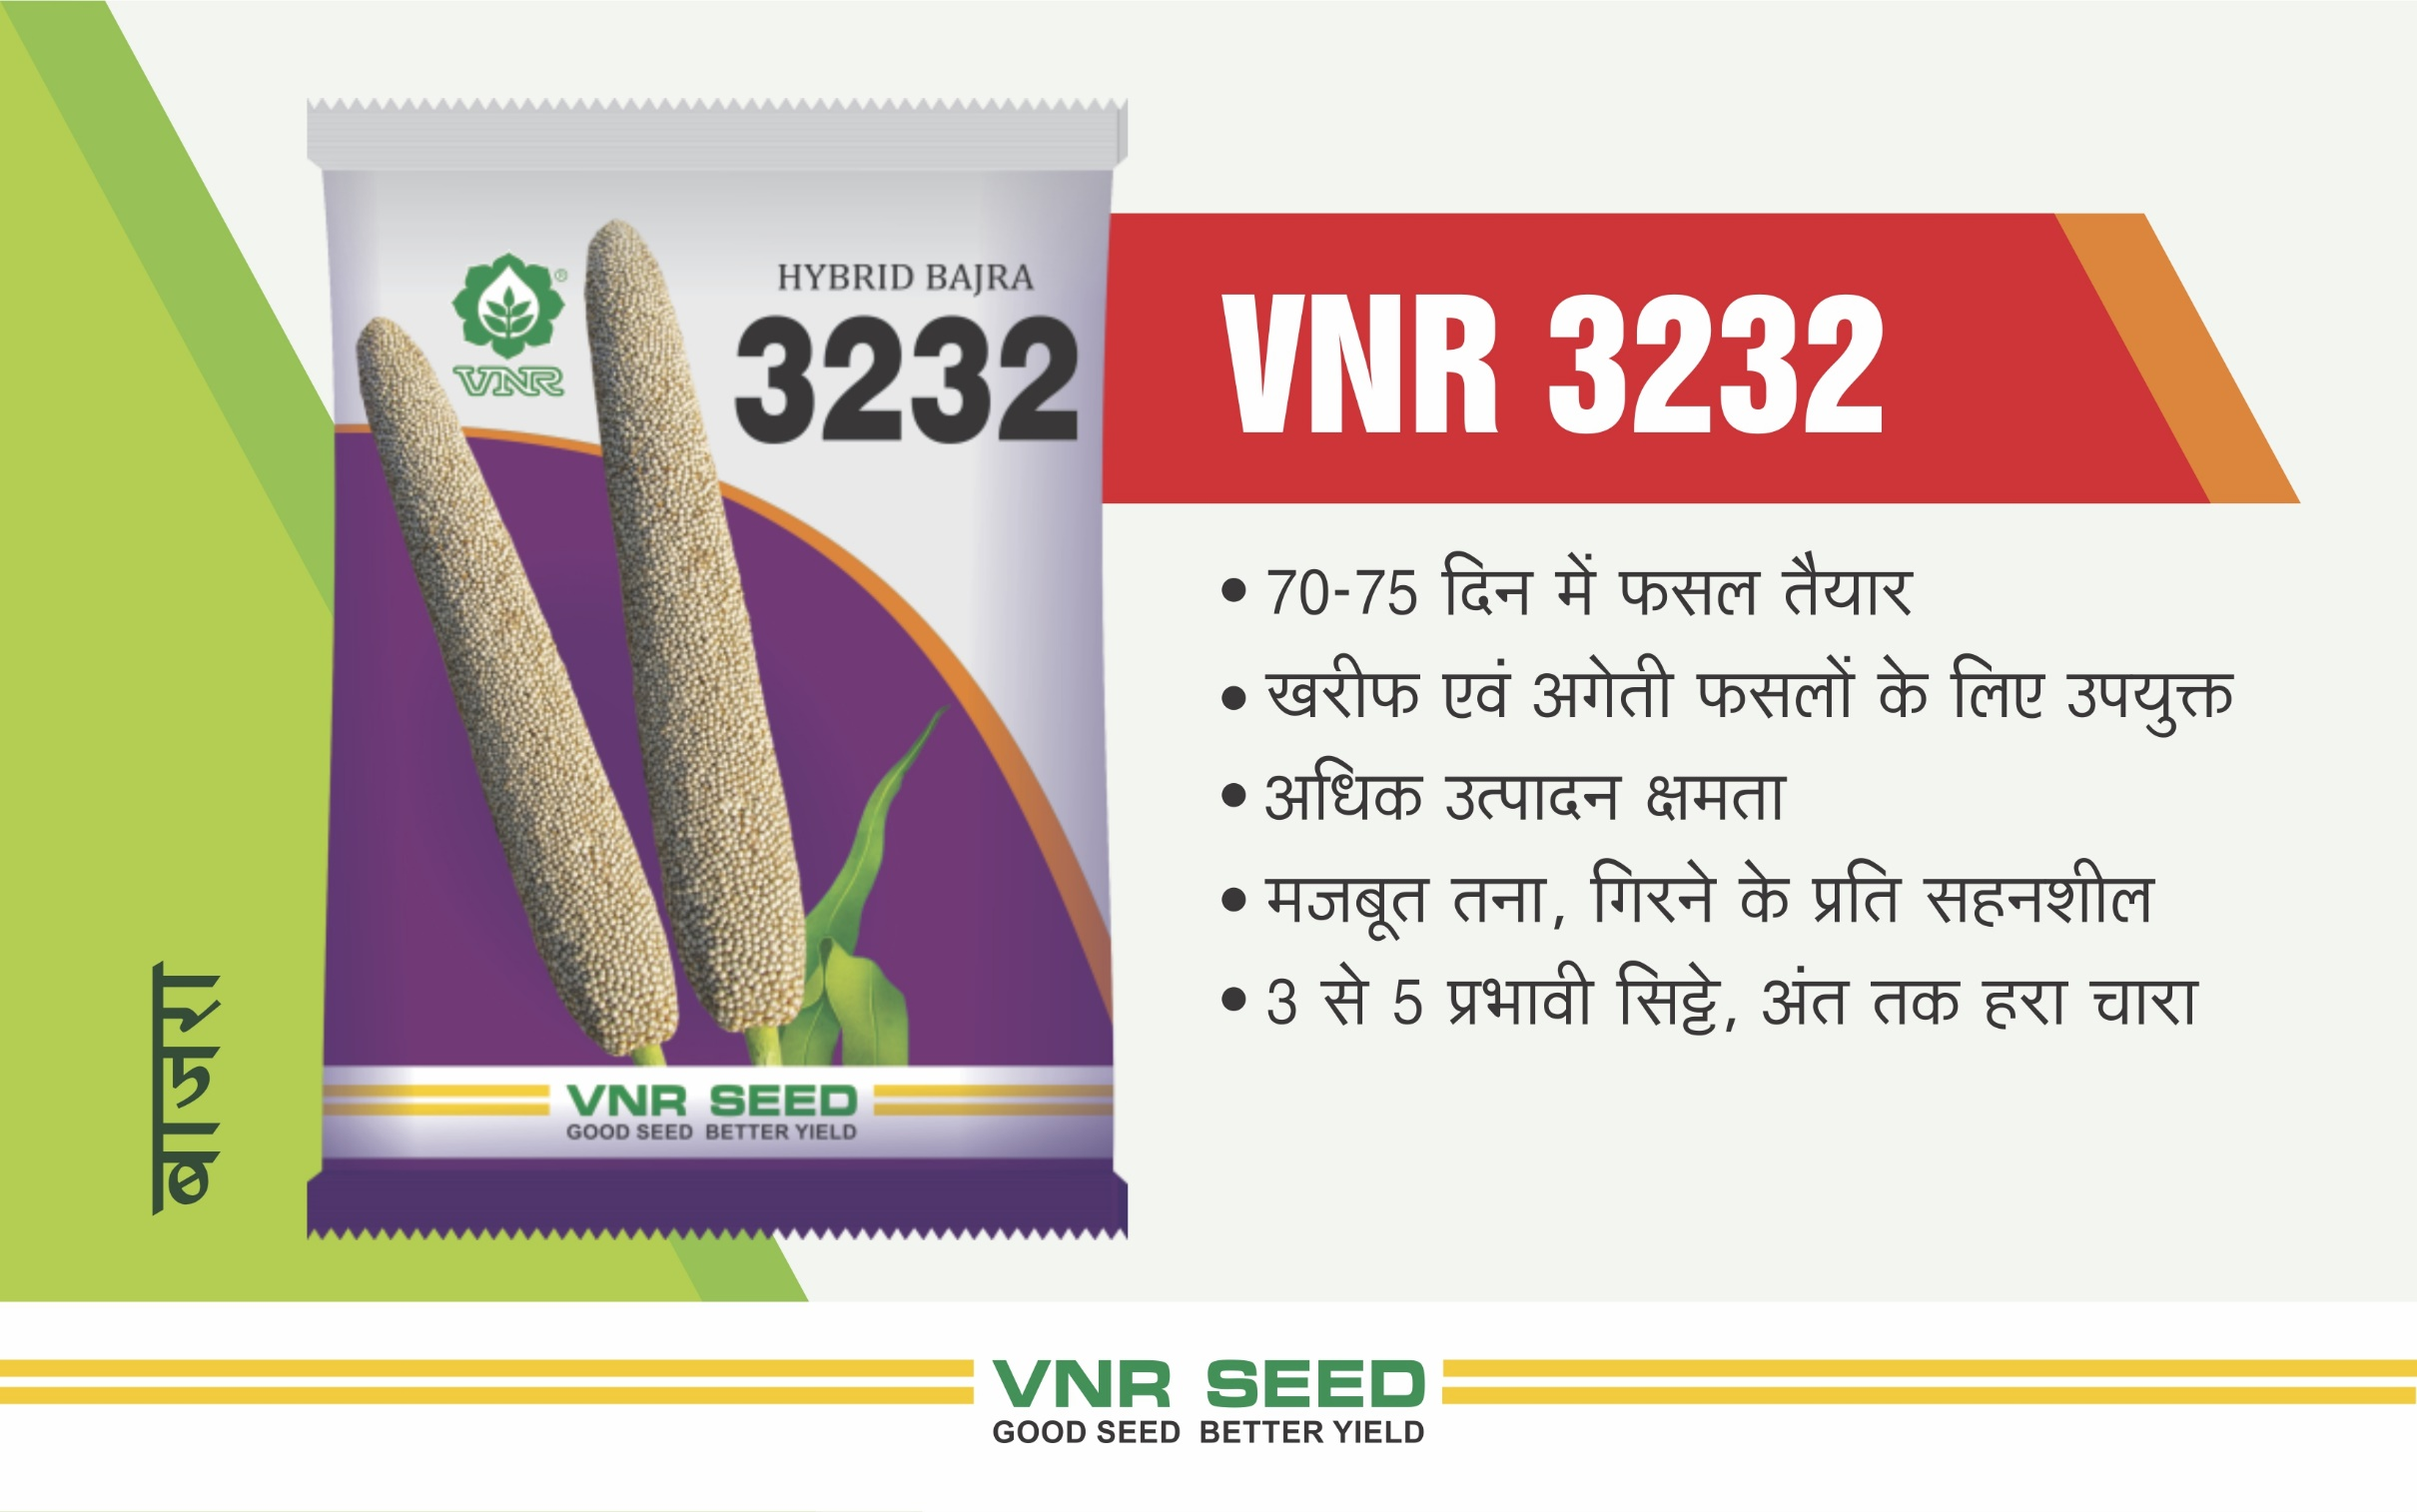 VNR
HYBRID BAJRA
3232
VNR SEED
GOOD SEED BETTER YIELD
बाजरा
VNR 3232
• 70-75 दिन में फसल तैयार
• खरीफ एवं अगेती फसलों के लिए उपयुक्त
• अधिक उत्पादन क्षमता
• मजबूत तना, गिरने के प्रति सहनशील
• 3 से 5 प्रभावी सिट्टे, अंत तक हरा चारा
VNR SEED
GOOD SEED BETTER YIELD